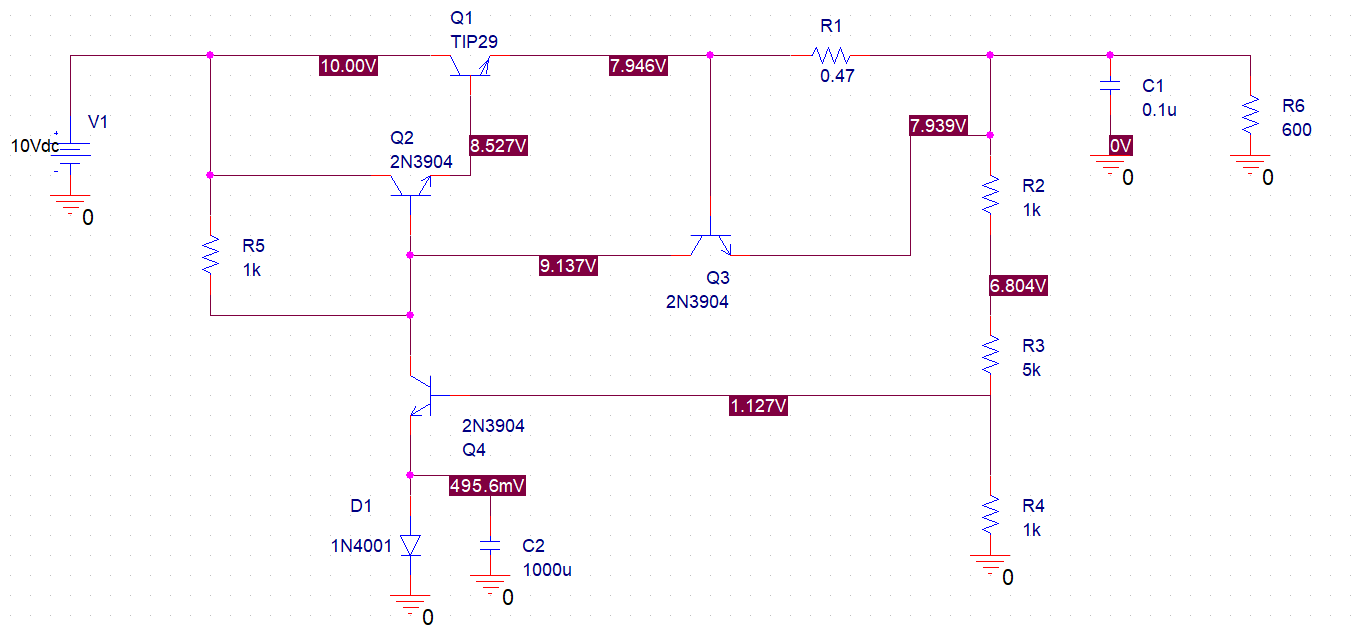 Q1
TIP29
R1
0.47
10.00V
7.946V
V1
10Vdc
+
-
0
Q2
2N3904
8.527V
7.939V
C1
0.1u
0V
0
R6
600
0
R2
1k
R5
1k
9.137V
Q3
2N3904
6.804V
R3
5k
1.127V
2N3904
Q4
495.6mV
D1
1N4001
0
C2
1000u
0
R4
1k
0